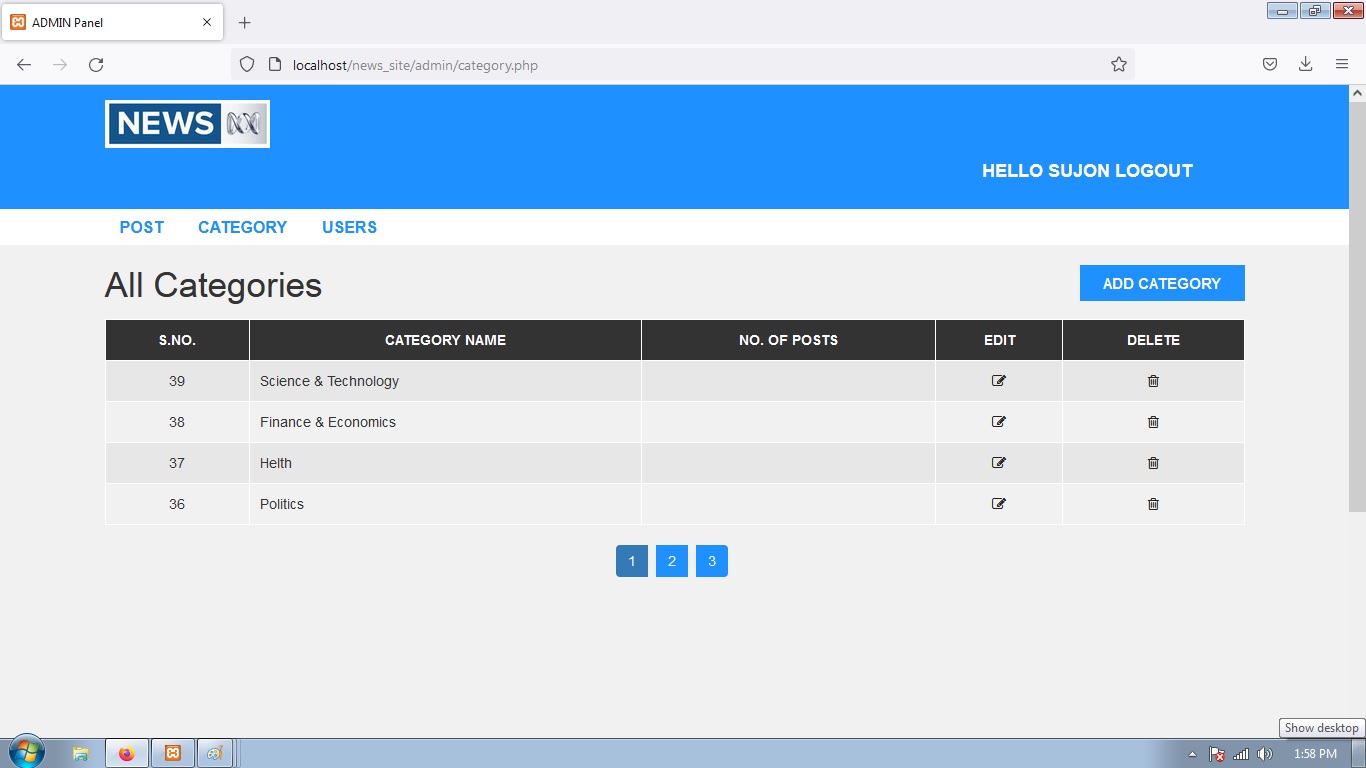 ADMIN Panel
localhost/news_site/admin/category.php
NEWS
HELLO SUJON LOGOUT
POST CATEGORY USERS
All Categories ADD CATEGORY
S.NO. CATEGORY NAME NO. OF POSTS EDIT DELETE
39 Science & Technology
38 Finance & Economics
37 Helth
36 Politics
1 2 3
Show desktop
1:58 PM